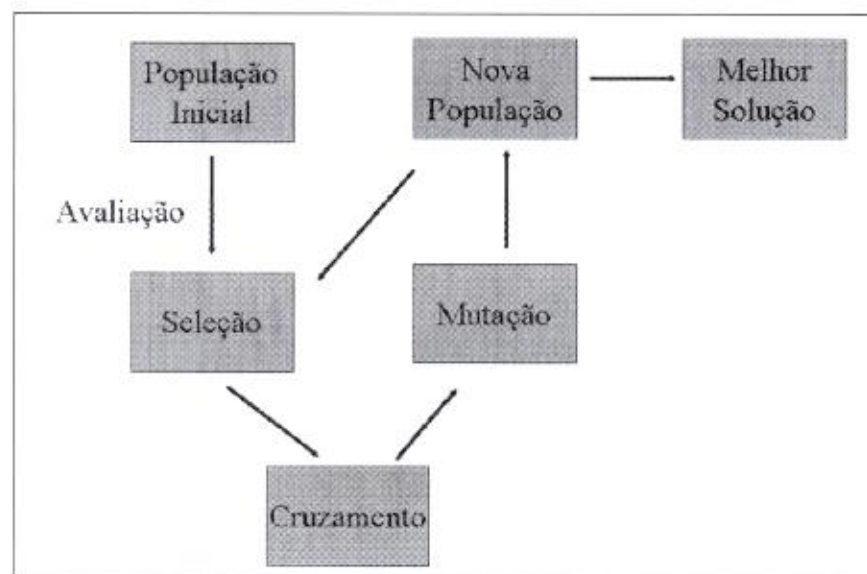 População
Inicial
Nova
População
Melhor
Solução
Avaliação
Seleção
Mutação
Cruzamento